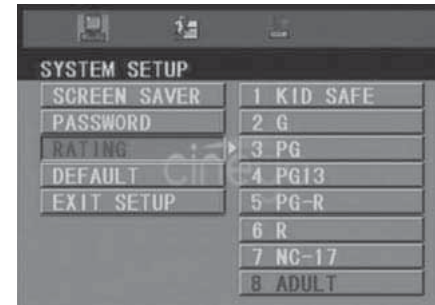 SYSTEM SETUP
SCREEN SAVER
PASSWORD
RATING
DEFAULT
EXIT SETUP
1 KID SAFE
2 G
3 PG
4 PG13
5 PG-R
6 R
7 NC-17
8 ADULT
cine